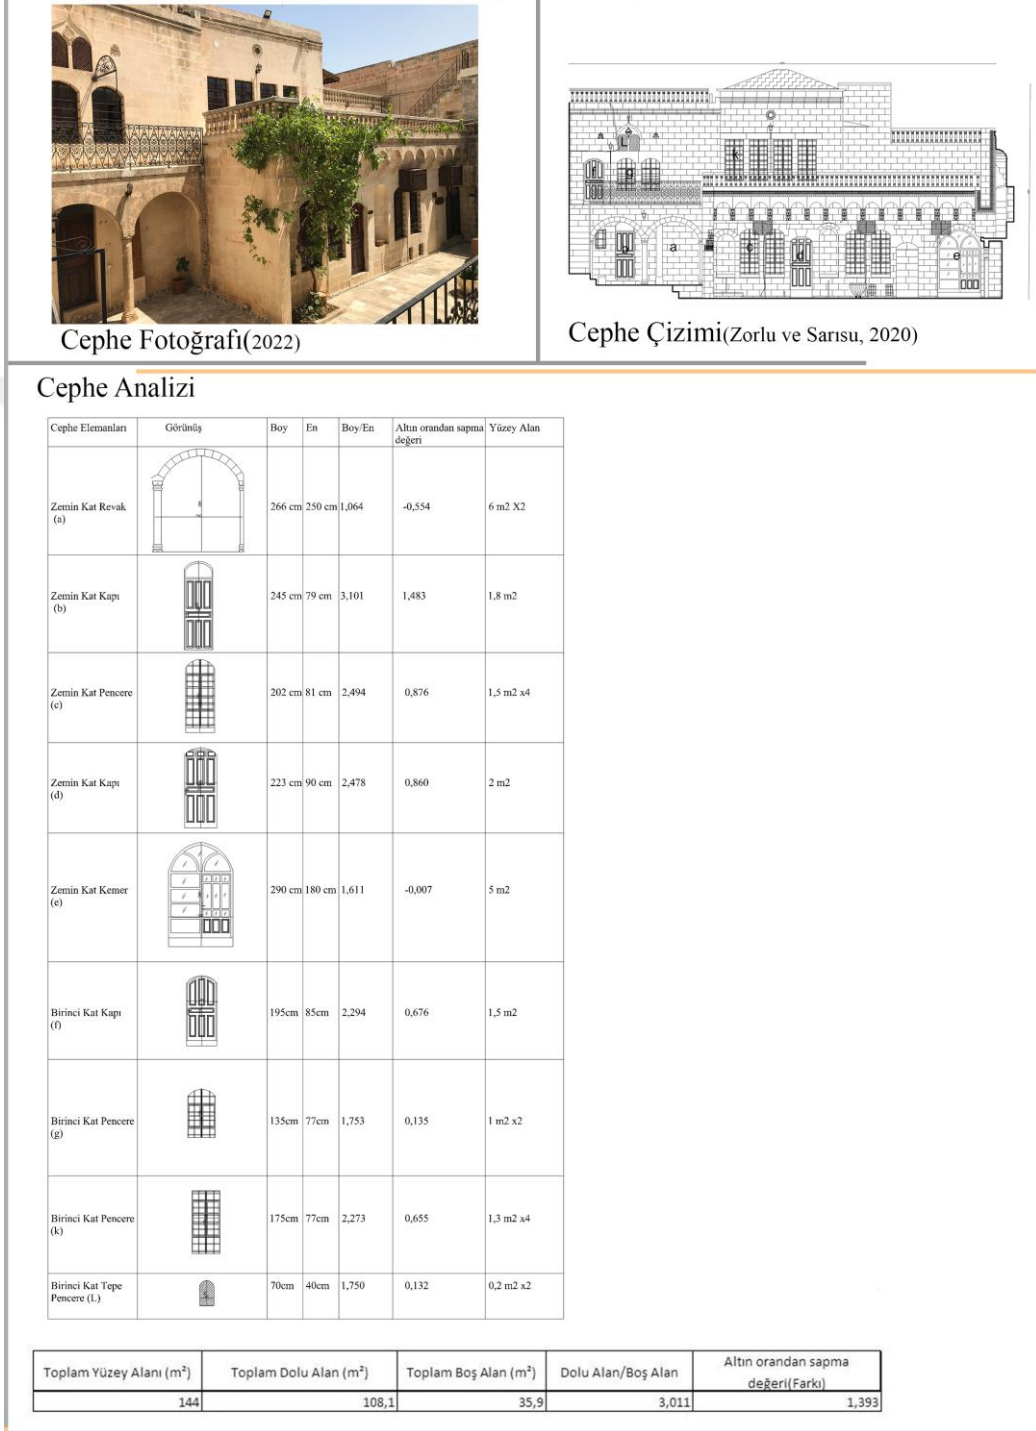 Cephe Fotoğrafı(2022)
Cephe Çizimi(Zorlu ve Sarısu, 2020)
Cephe Analizi
Cephe Elemanları Görünüş Boy En Boy/En Altın orandan sapma değeri Yüzey Alan
Zemin Kat Revak (a) 266 cm 250 cm 1,064 -0,554 6 m2 X2
Zemin Kat Kapı (b) 245 cm 79 cm 3,101 1,483 1,8 m2
Zemin Kat Pencere (c) 202 cm 81 cm 2,494 0,876 1,5 m2 x4
Zemin Kat Kapı (d) 223 cm 90 cm 2,478 0,860 2 m2
Zemin Kat Kemer (e) 290 cm 180 cm 1,611 -0,007 5 m2
Birinci Kat Kapı (f) 195cm 85cm 2,294 0,676 1,5 m2
Birinci Kat Pencere (g) 135cm 77cm 1,753 0,135 1 m2 x2
Birinci Kat Pencere (k) 175cm 77cm 2,273 0,655 1,3 m2 x4
Birinci Kat Tepe Pencere (L) 70cm 40cm 1,750 0,132 0,2 m2 x2
Toplam Yüzey Alanı (m²) Toplam Dolu Alan (m²) Toplam Boş Alan (m²) Dolu Alan/Boş Alan Altın orandan sapma değeri(Farkı)
144 108,1 35,9 3,011 1,393